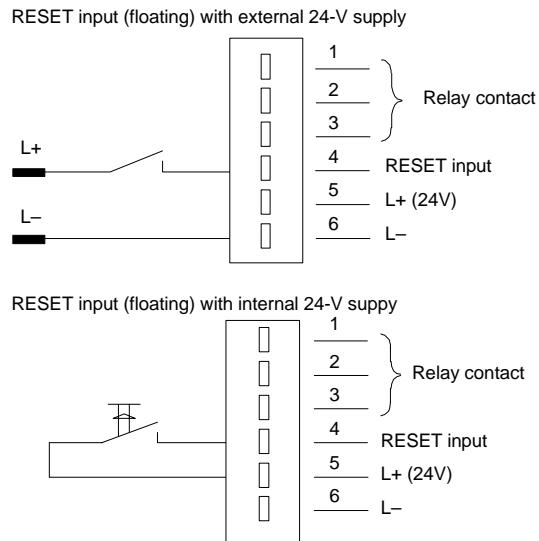 RESET input (floating) with external 24-V supply
1
2
Relay contact
3
L+
4 RESET input
5 L+ (24V)
L–
6 L–
RESET input (floating) with internal 24-V suppy
1
2
Relay contact
3
4 RESET input
5 L+ (24V)
6 L–